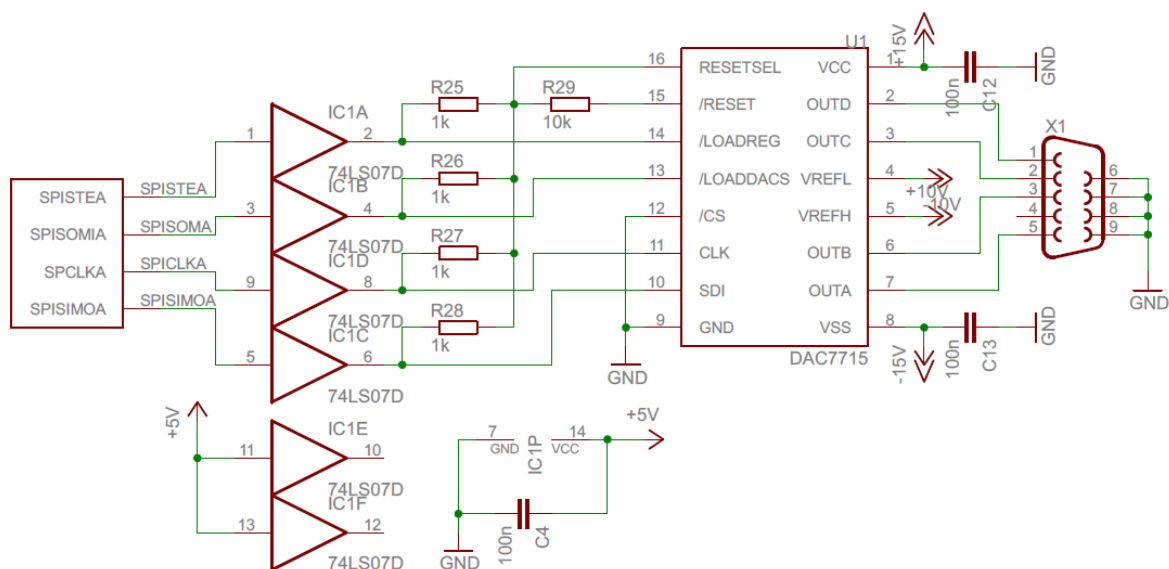 SPISTEA
SPISOMIA
SPCLKA
SPISIMOA
SPISTEA
SPISOMA
SPICLKA
SPISIMOA
1
IC1A
2
74LS07D
3
IC1B
4
74LS07D
9
IC1D
8
74LS07D
5
IC1C
6
74LS07D
+5V
11
IC1E
10
74LS07D
13
IC1F
12
74LS07D
R25
1k
R26
1k
R27
1k
R28
1k
R29
10k
7
GND
IC1P
14
VCC
+5V
100n
C4
GND
GND
U1
16 RESETSEL VCC 1
15 /RESET OUTD 2
14 /LOADREG OUTC 3
13 /LOADDACS VREFL 4
12 /CS VREFH 5
11 CLK OUTB 6
10 SDI OUTA 7
9 GND VSS 8
DAC7715
+15V
100n
C12
GND
+10V
-10V
-15V
100n
C13
GND
X1
1
2
3
4
5
6
7
8
9
GND